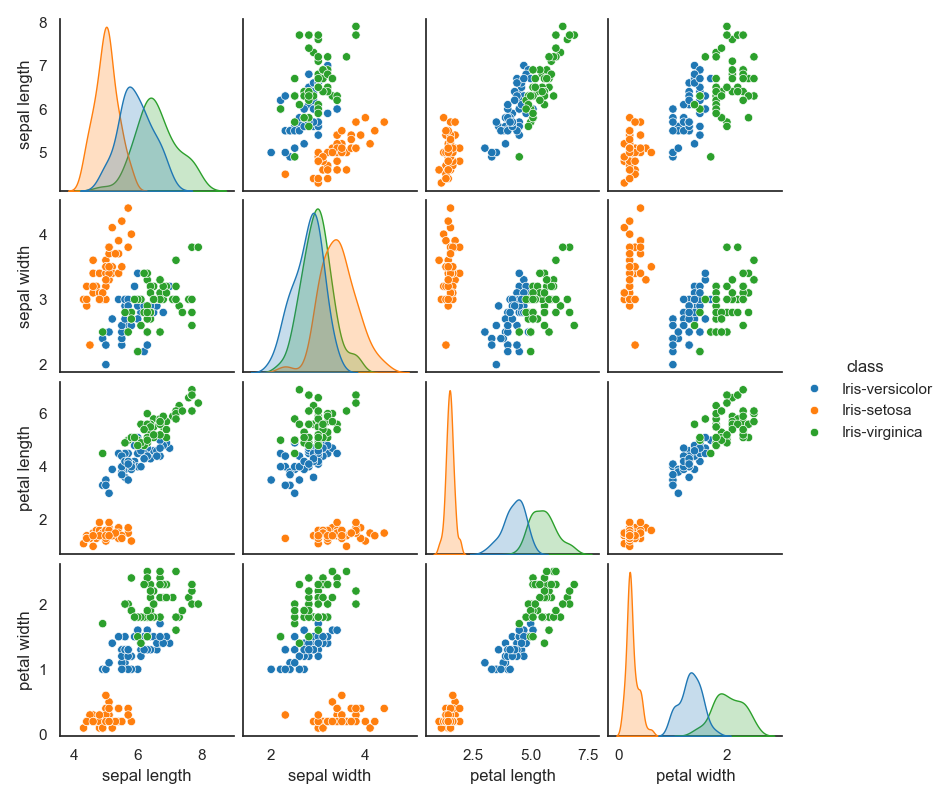 8
7
6
5
sepal length
4
3
2
sepal width
6
4
2
petal length
2
1
0
petal width
4 6 8
sepal length
2 4
sepal width
2.5 5.0 7.5
petal length
0 2
petal width
class
Iris-versicolor
Iris-setosa
Iris-virginica